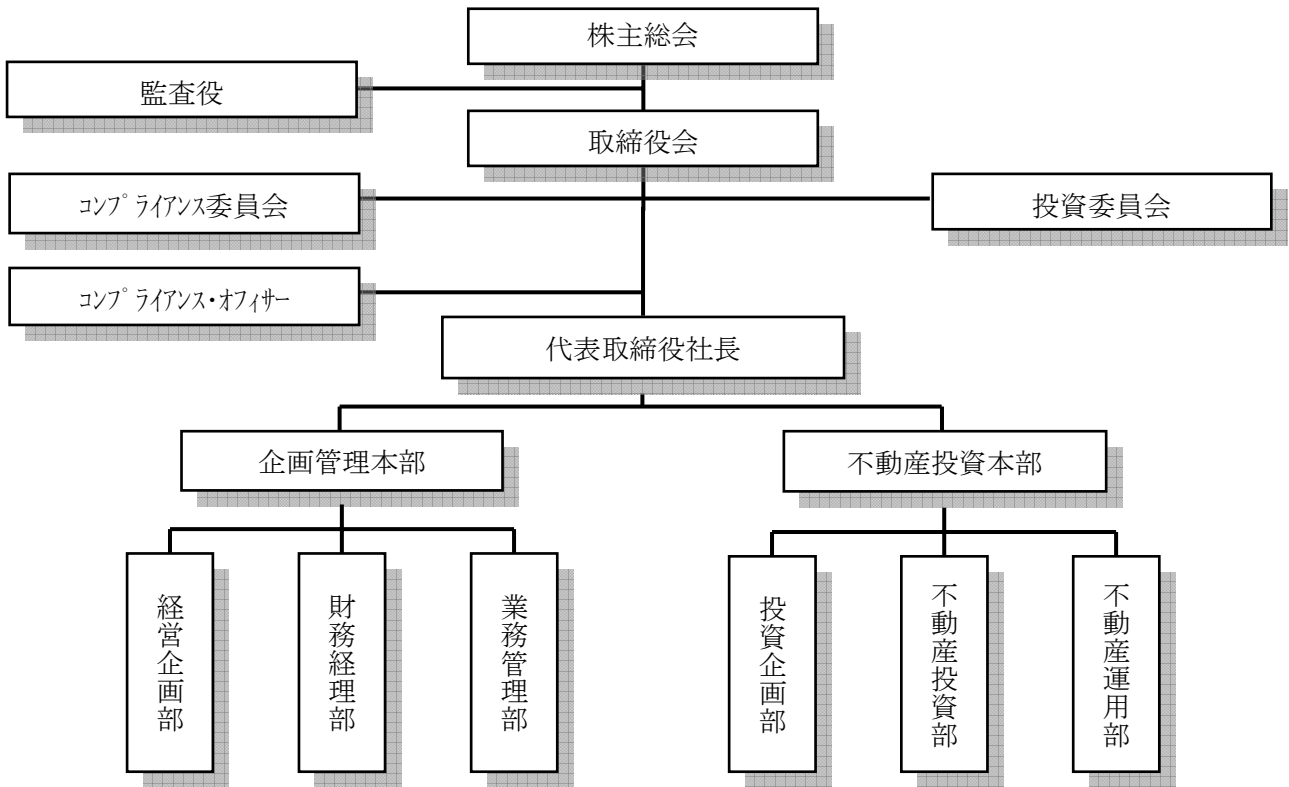 株主総会
監査役
取締役会
ｺﾝﾌﾟﾗｲｱﾝｽ委員会
投資委員会
ｺﾝﾌﾟﾗｲｱﾝｽ・ｵﾌｨｻｰ
代表取締役社長
企画管理本部
不動産投資本部
経営企画部
財務経理部
業務管理部
投資企画部
不動産投資部
不動産運用部